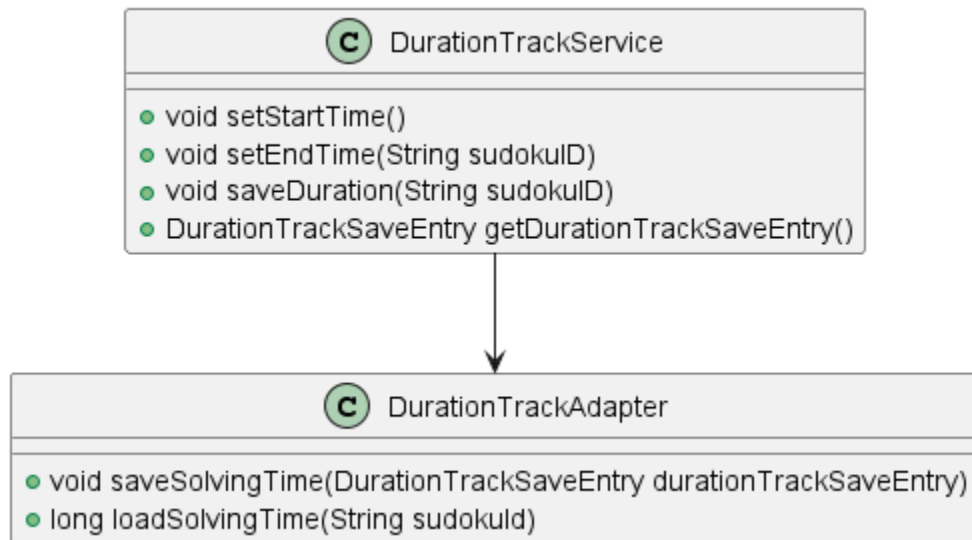 C DurationTrackService
void setStartTime()
void setEndTime(String sudokuID)
void saveDuration(String sudokuID)
DurationTrackSaveEntry getDurationTrackSaveEntry()
C DurationTrackAdapter
void saveSolvingTime(DurationTrackSaveEntry durationTrackSaveEntry)
long loadSolvingTime(String sudokuId)